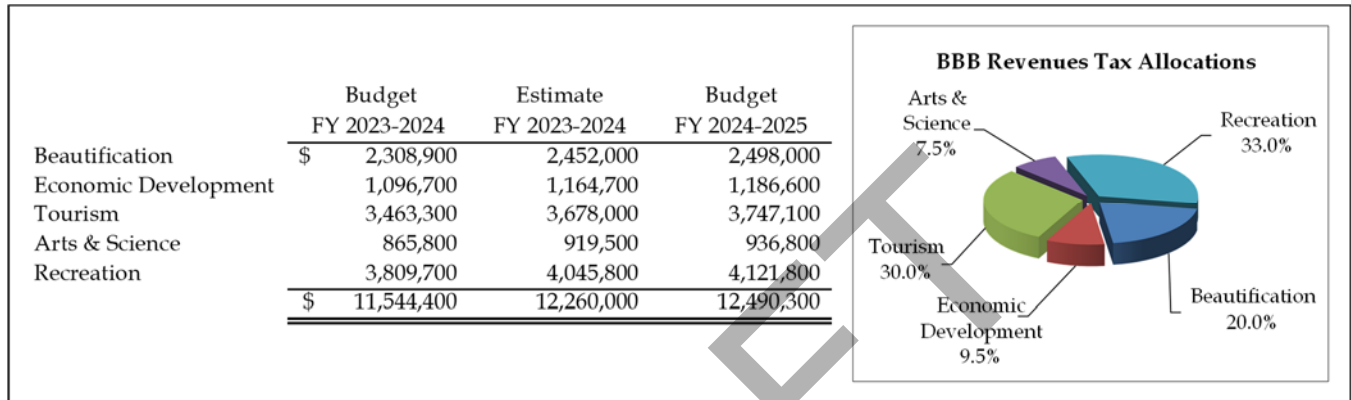 Budget Estimate Budget
FY 2023-2024 FY 2023-2024 FY 2024-2025
Beautification $ 2,308,900 2,452,000 2,498,000
Economic Development 1,096,700 1,164,700 1,186,600
Tourism 3,463,300 3,678,000 3,747,100
Arts & Science 865,800 919,500 936,800
Recreation 3,809,700 4,045,800 4,121,800
$ 11,544,400 12,260,000 12,490,300
BBB Revenues Tax Allocations
Arts &
Science
7.5%
Recreation
33.0%
Tourism
30.0%
Economic
Development
9.5%
Beautification
20.0%